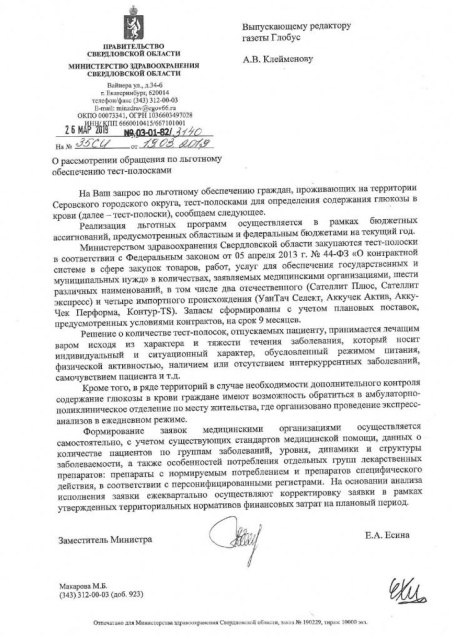 ПРАВИТЕЛЬСТВО
СВЕРДЛОВСКОЙ ОБЛАСТИ
МИНИСТЕРСТВО ЗДРАВООХРАНЕНИЯ
СВЕРДЛОВСКОЙ ОБЛАСТИ
Вайнера ул., д.34-б
г. Екатеринбург, 620014
телефон/факс (343) 312-00-03
E-mail: minzdrav@egov66.ru
ОКПО 00073341, ОГРН 1036603497028
ИНН/КПП 6660010415/667101001
26 МАР 2019 № 03-01-82/3140
На № 35СИ от 19.03.2019
Выпускающему редактору
газеты Глобус
А.В. Клейменову
О рассмотрении обращения по льготному
обеспечению тест-полосками
На Ваш запрос по льготному обеспечению граждан, проживающих на территории
Серовского городского округа, тест-полосками для определения содержания глюкозы в
крови (далее – тест-полоски), сообщаем следующее.
Реализация льготных программ осуществляется в рамках бюджетных
ассигнований, предусмотренных областным и федеральным бюджетами на текущий год.
Министерством здравоохранения Свердловской области закупаются тест-полоски
в соответствии с Федеральным законом от 05 апреля 2013 г. № 44-ФЗ «О контрактной
системе в сфере закупок товаров, работ, услуг для обеспечения государственных и
муниципальных нужд» в количествах, заявляемых медицинскими организациями, шести
различных наименований, в том числе два отечественного (Сателлит Плюс, Сателлит
экспресс) и четыре импортного происхождения (УанТач Селект, Аккучек Актив, Акку-
Чек Перформа, Контур-TS). Запасы сформированы с учетом плановых поставок,
предусмотренных условиями контрактов, на срок 9 месяцев.
Решение о количестве тест-полосок, отпускаемых пациенту, принимается лечащим
варом исходя из характера и тяжести течения заболевания, который носит
индивидуальный и ситуационный характер, обусловленный режимом питания,
физической активностью, наличием или отсутствием интеркуррентных заболеваний,
самочувствием пациента и т.д.
Кроме того, в ряде территорий в случае необходимости дополнительного контроля
содержание глюкозы в крови граждане имеют возможность обратиться в амбулаторно-
поликлиническое отделение по месту жительства, где организовано проведение экспресс-
анализов в ежедневном режиме.
Формирование заявок медицинскими организациями осуществляется
самостоятельно, с учетом существующих стандартов медицинской помощи, данных о
количестве пациентов по группам заболеваний, уровня, динамики и структуры
заболеваемости, а также особенностей потребления отдельных групп лекарственных
препаратов: препараты с нормируемым потреблением и препаратов специфического
действия, в соответствии с персонифицированными регистрами. На основании анализа
исполнения заявки ежеквартально осуществляют корректировку заявки в рамках
утвержденных территориальных нормативов финансовых затрат на плановый период.
Заместитель Министра Е.А. Есина
Макарова М.Б.
(343) 312-00-03 (доб. 923)
Отпечатано для Министерства здравоохранения Свердловской области, заказ № 190229, тираж 10000 экз.